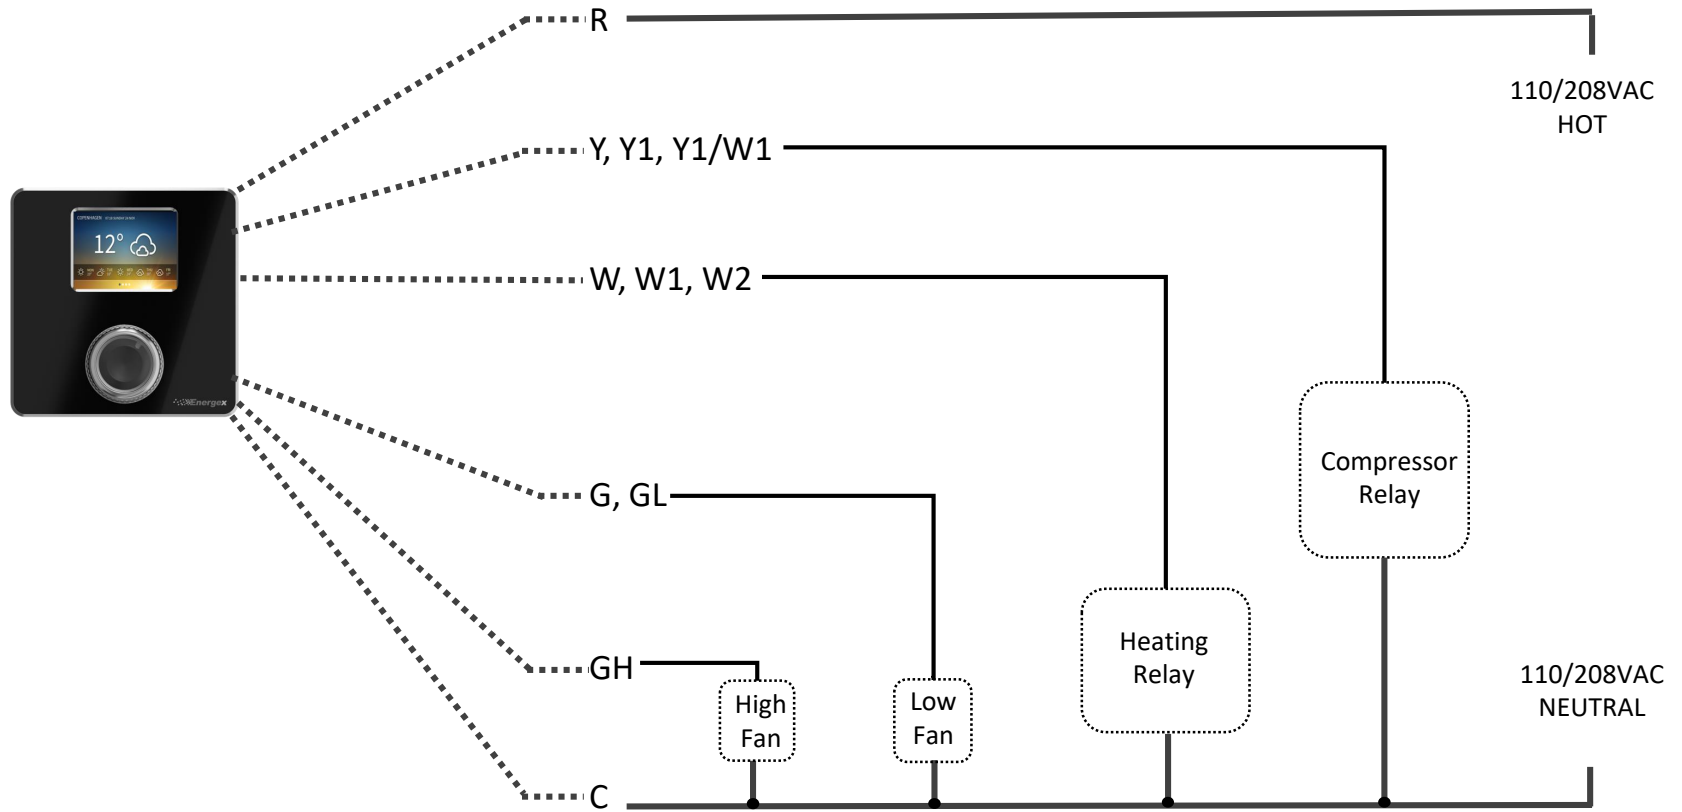 R
110/208VAC
HOT
Y, Y1, Y1/W1
COPENHAGEN
12°
W, W1, W2
Energex
Compressor
Relay
G, GL
Heating
Relay
GH
High
Fan
Low
Fan
110/208VAC
NEUTRAL
C